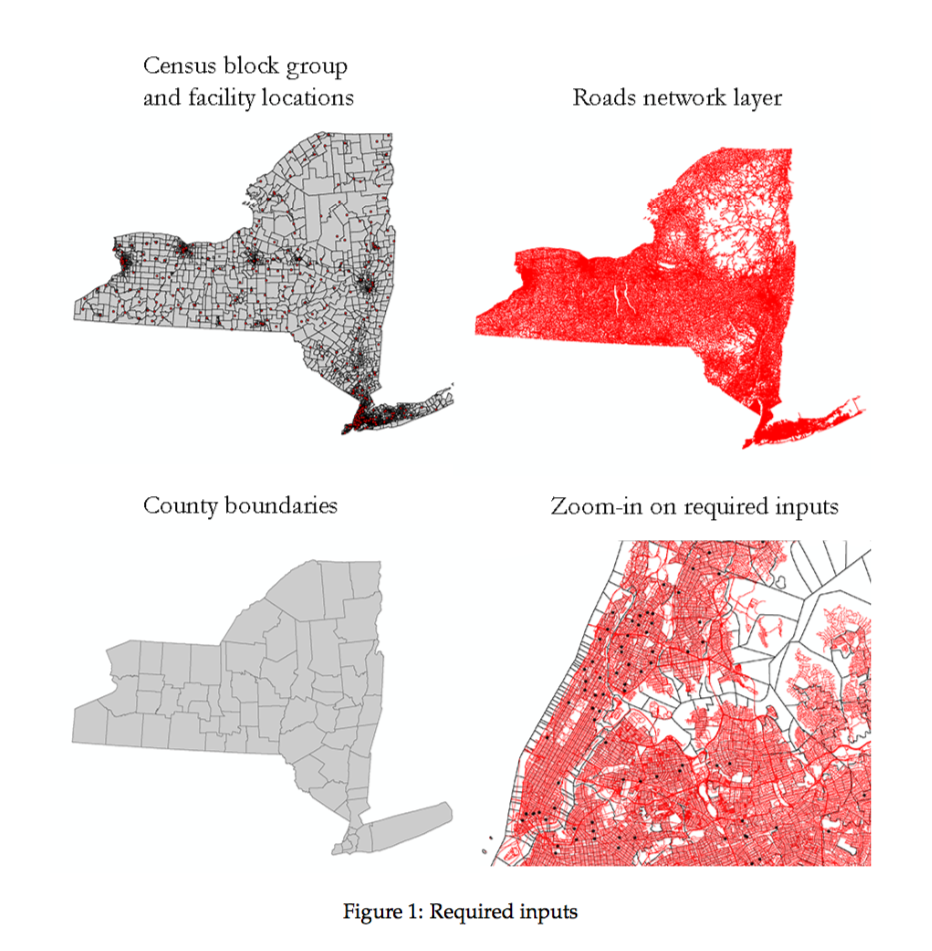 Census block group
and facility locations
Roads network layer
County boundaries
Zoom-in on required inputs
Figure 1: Required inputs